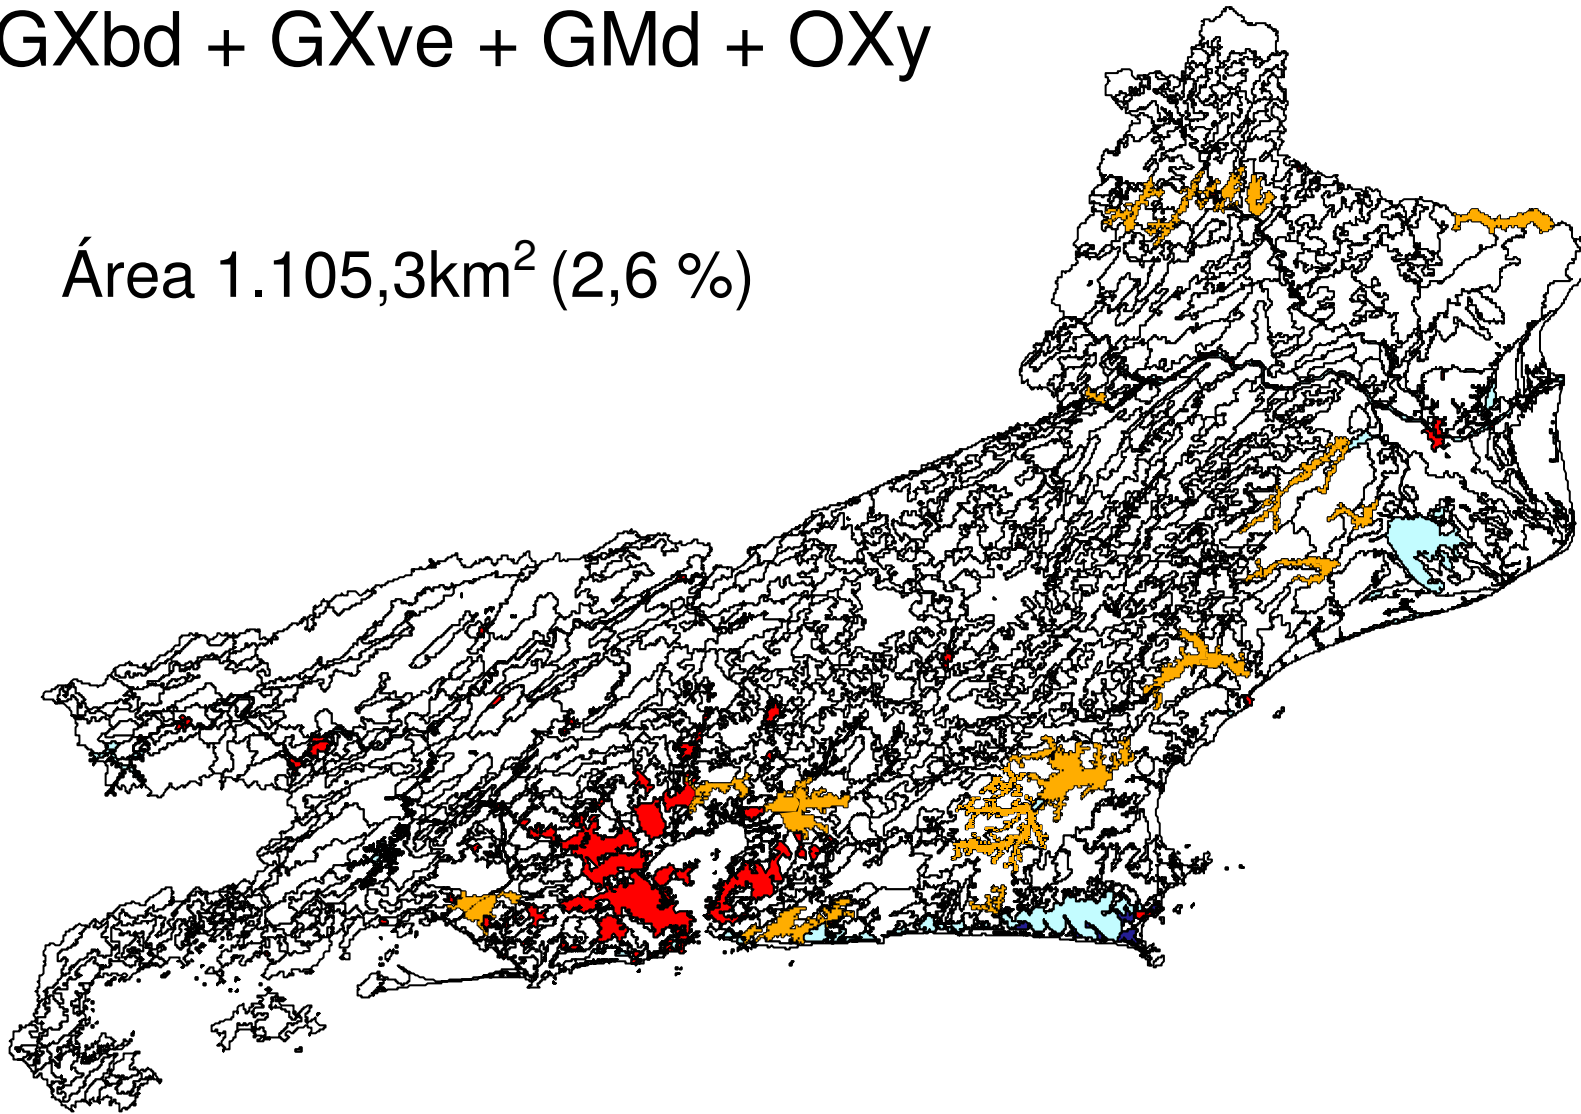 GXbd + GXve + GMd + OXy
Área 1.105,3km² (2,6 %)